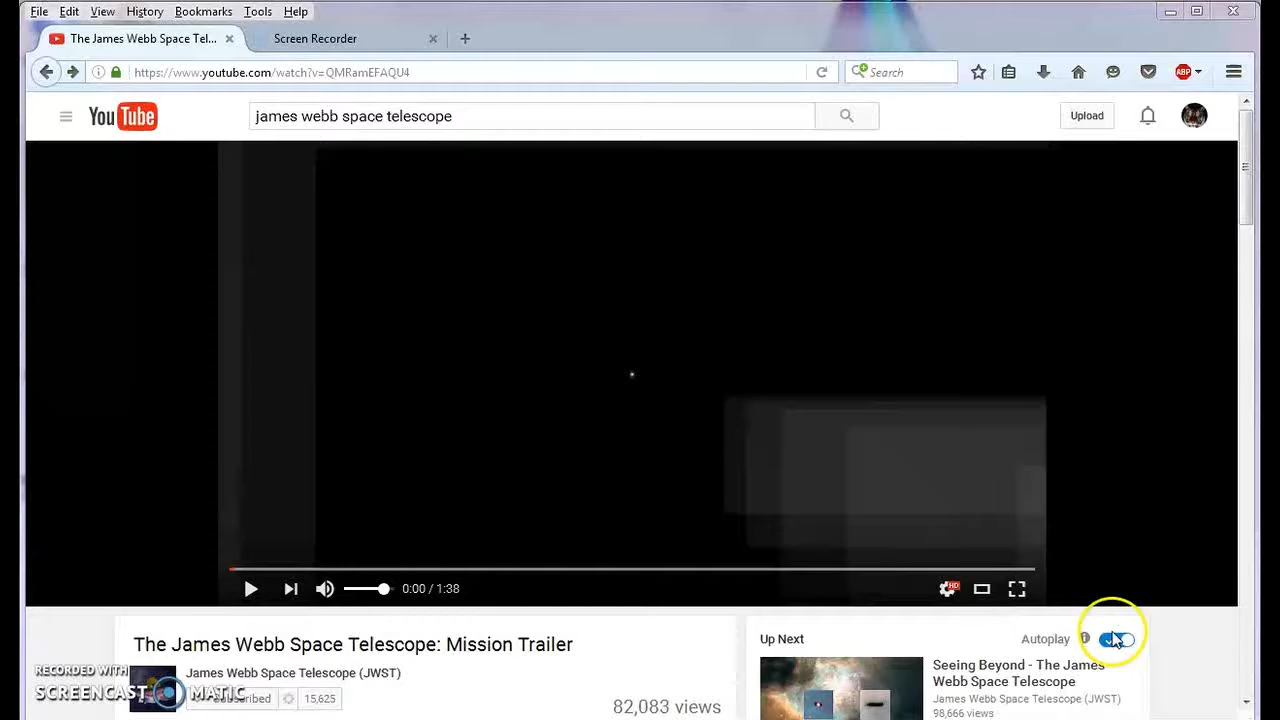 File Edit View History Bookmarks Tools Help
The James Webb Space Tel...
Screen Recorder
https://www.youtube.com/watch?v=QMRamEFAQU4
Search
ABP
YouTube
james webb space telescope
Upload
0:00 / 1:38
HD
The James Webb Space Telescope: Mission Trailer
James Webb Space Telescope (JWST)
Subscribed 15,625
82,083 views
Up Next
Autoplay
Seeing Beyond - The James
Webb Space Telescope
James Webb Space Telescope (JWST)
98,666 views
RECORDED WITH
SCREENCAST MATIC